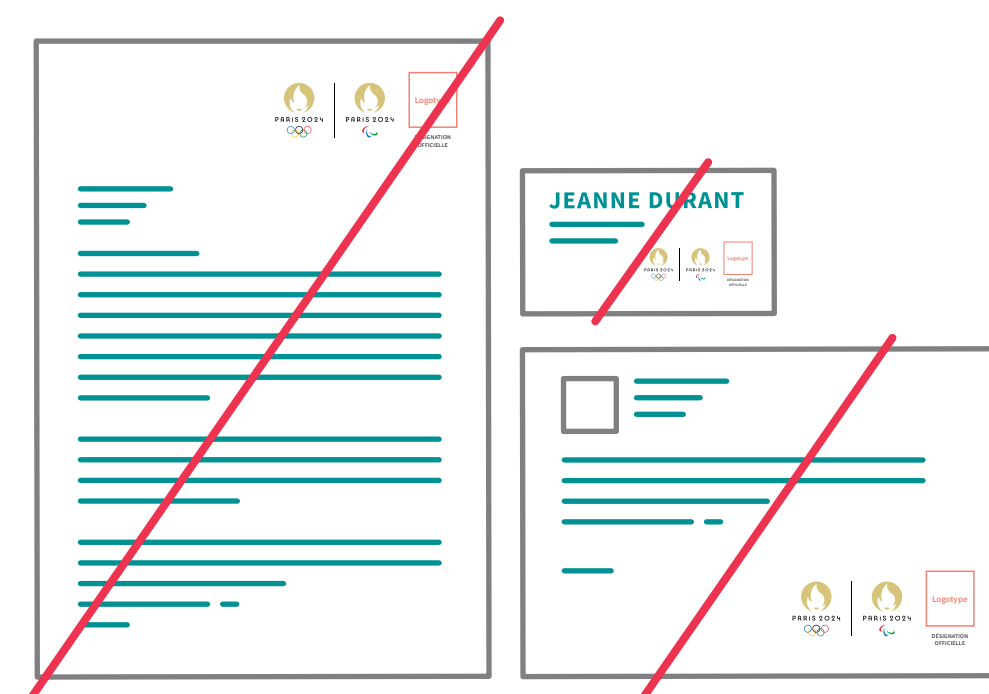 PARIS 2024
PARIS 2024
Logotype
DÉSIGNATION
OFFICIELLE
JEANNE DURANT
PARIS 2024
PARIS 2024
Logotype
DÉSIGNATION
OFFICIELLE
PARIS 2024
PARIS 2024
Logotype
DÉSIGNATION
OFFICIELLE